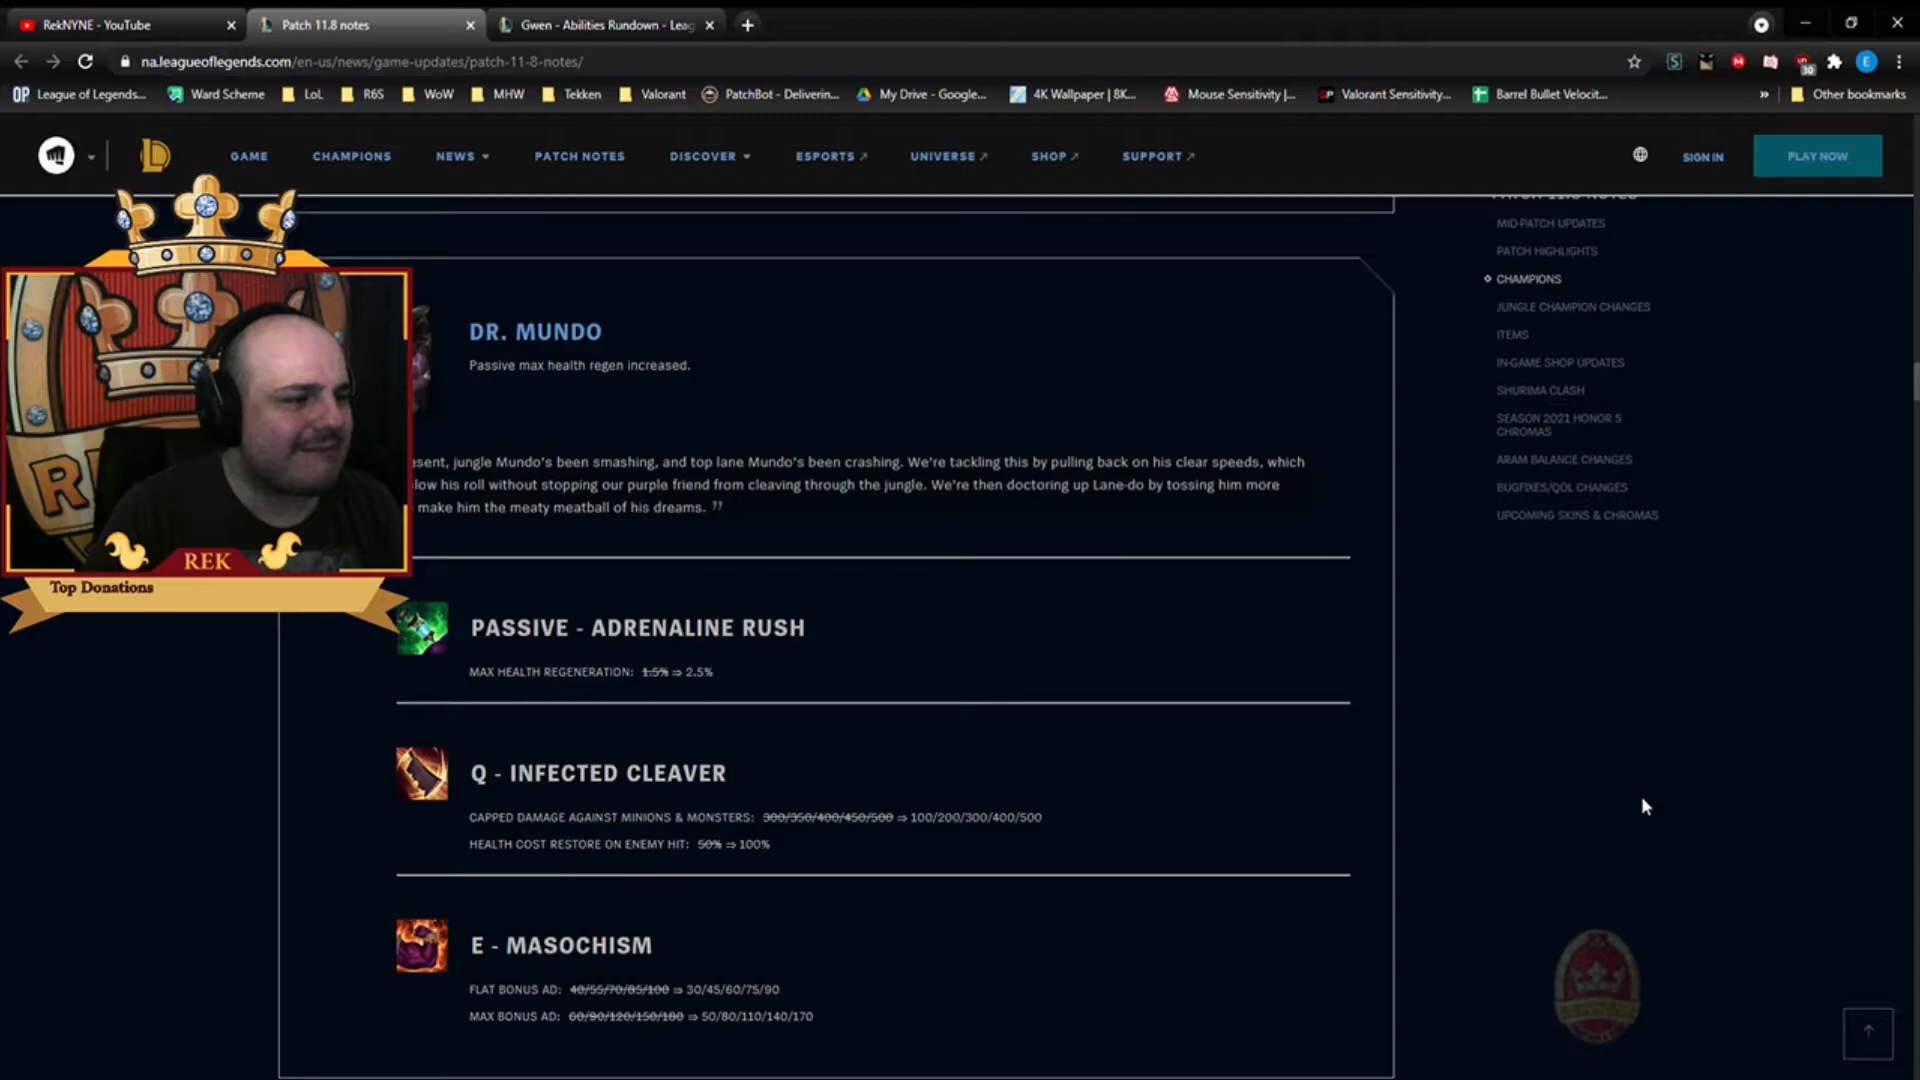 RekNYNE - YouTube
Patch 11.8 notes
Gwen - Abilities Rundown - Leag
na.leagueoflegends.com/en-us/news/game-updates/patch-11-8-notes/
30
E
OP League of Legends...
Ward Scheme
LoL
R6S
WoW
MHW
Tekken
Valorant
PatchBot - Deliverin...
My Drive - Google...
4K Wallpaper | 8K...
Mouse Sensitivity |...
Valorant Sensitivity...
Barrel Bullet Velocit...
Other bookmarks
GAME
CHAMPIONS
NEWS
PATCH NOTES
DISCOVER
ESPORTS
UNIVERSE
SHOP
SUPPORT
SIGN IN
PLAY NOW
PATCH 11.8 NOTES
MID-PATCH UPDATES
PATCH HIGHLIGHTS
CHAMPIONS
JUNGLE CHAMPION CHANGES
ITEMS
IN-GAME SHOP UPDATES
SHURIMA CLASH
SEASON 2021 HONOR 5
CHROMAS
ARAM BALANCE CHANGES
BUGFIXES/QOL CHANGES
UPCOMING SKINS & CHROMAS
REK
Top Donations
DR. MUNDO
Passive max health regen increased.
esent, jungle Mundo's been smashing, and top lane Mundo's been crashing. We're tackling this by pulling back on his clear speeds, which
low his roll without stopping our purple friend from cleaving through the jungle. We're then doctoring up Lane-do by tossing him more
make him the meaty meatball of his dreams. ”
PASSIVE - ADRENALINE RUSH
MAX HEALTH REGENERATION: 1.5% ⇒ 2.5%
Q - INFECTED CLEAVER
CAPPED DAMAGE AGAINST MINIONS & MONSTERS: 300/350/400/450/500 ⇒ 100/200/300/400/500
HEALTH COST RESTORE ON ENEMY HIT: 50% ⇒ 100%
E - MASOCHISM
FLAT BONUS AD: 40/55/70/85/100 ⇒ 30/45/60/75/90
MAX BONUS AD: 60/90/120/150/180 ⇒ 50/80/110/140/170